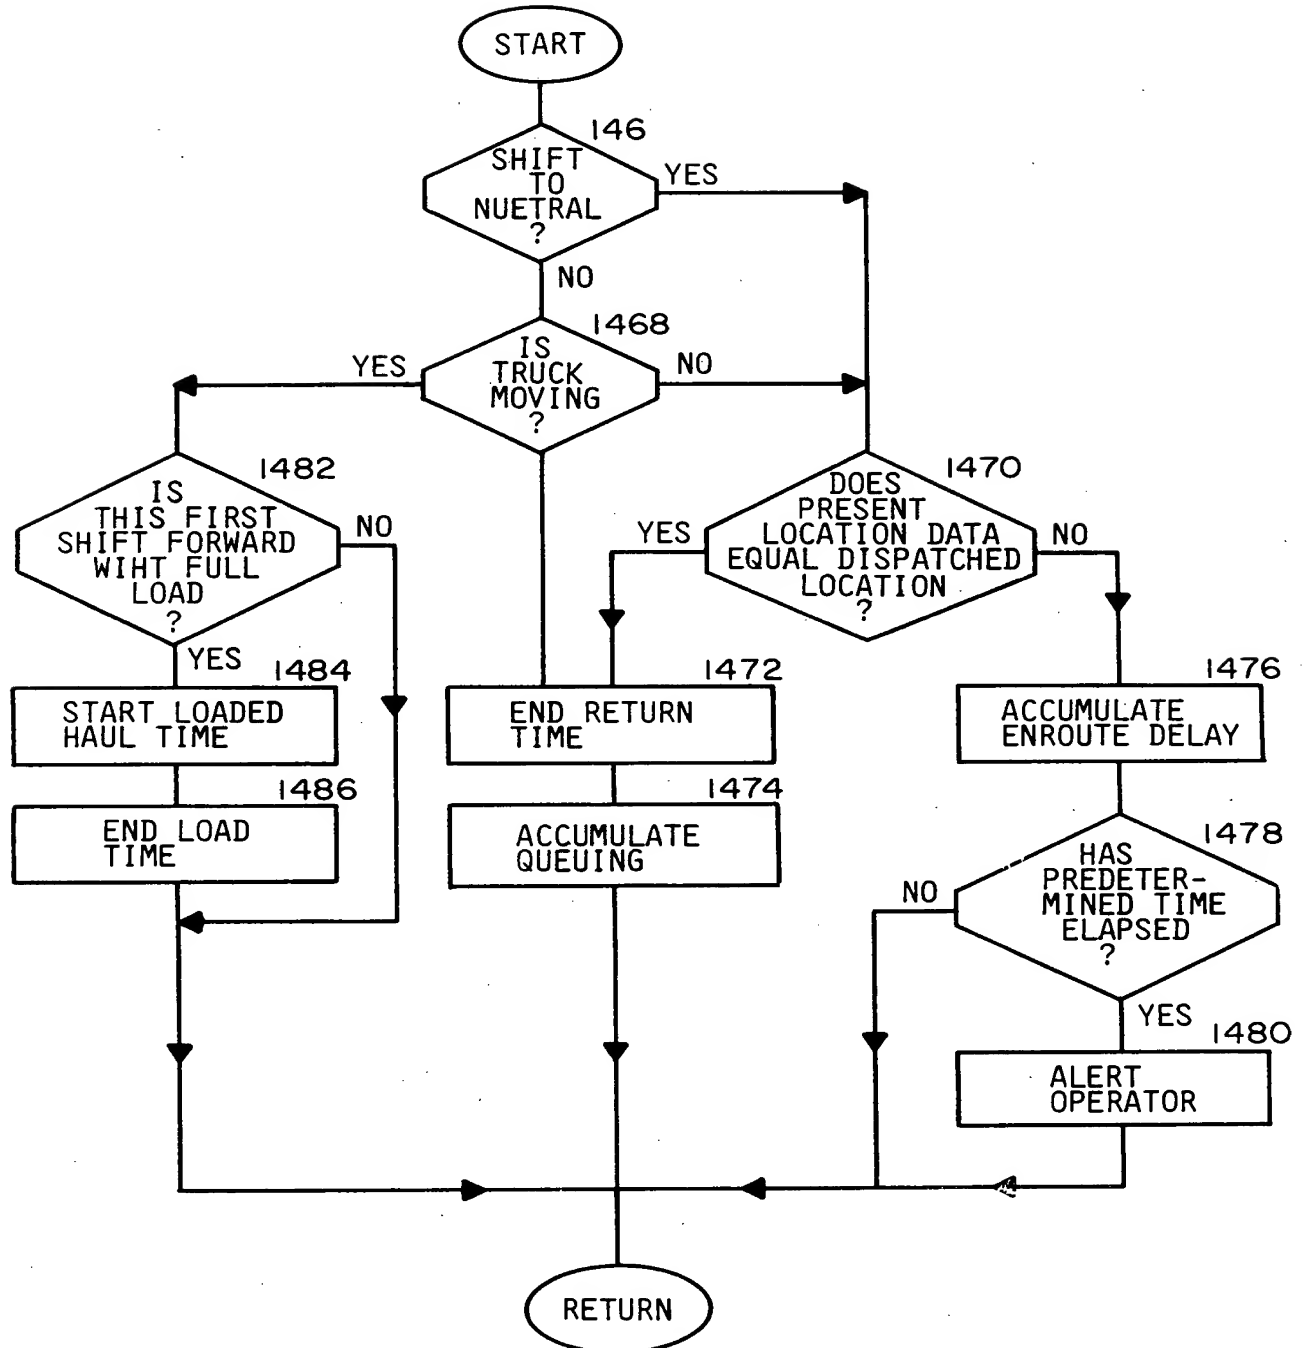 START
146
SHIFT
TO
NUETRAL
?
YES
NO
1468
IS
TRUCK
MOVING
?
YES
NO
1482
IS
THIS FIRST
SHIFT FORWARD
WIHT FULL
LOAD
?
NO
YES
1470
DOES
PRESENT
LOCATION DATA
EQUAL DISPATCHED
LOCATION
?
YES
NO
1484
START LOADED
HAUL TIME
1486
END LOAD
TIME
1472
END RETURN
TIME
1474
ACCUMULATE
QUEUING
1476
ACCUMULATE
ENROUTE DELAY
1478
HAS
PREDETER-
MINED TIME
ELAPSED
?
NO
YES
1480
ALERT
OPERATOR
RETURN